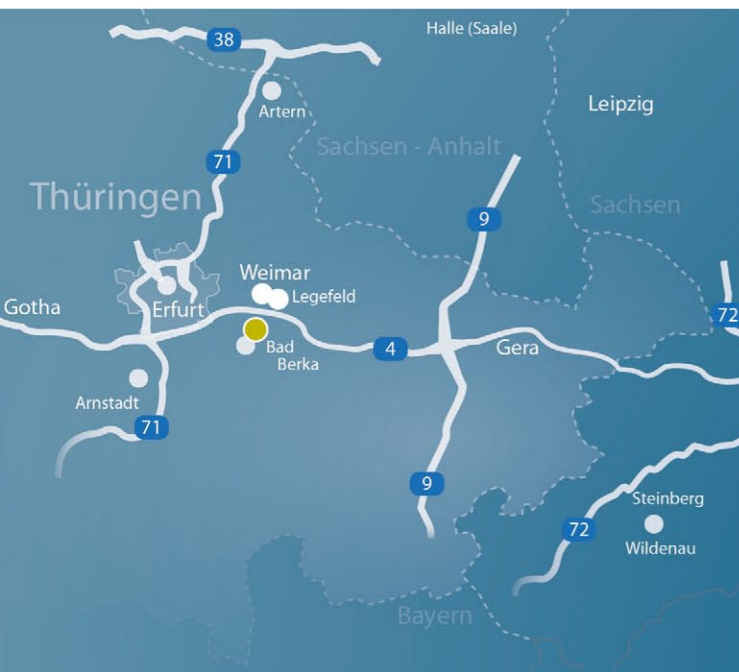 Halle (Saale)
38
Leipzig
Artern
Sachsen - Anhalt
71
Thüringen
Sachsen
9
Weimar
Legefeld
Gotha
Erfurt
72
Bad
Berka
4
Gera
Arnstadt
71
9
Steinberg
72
Wildenau
Bayern